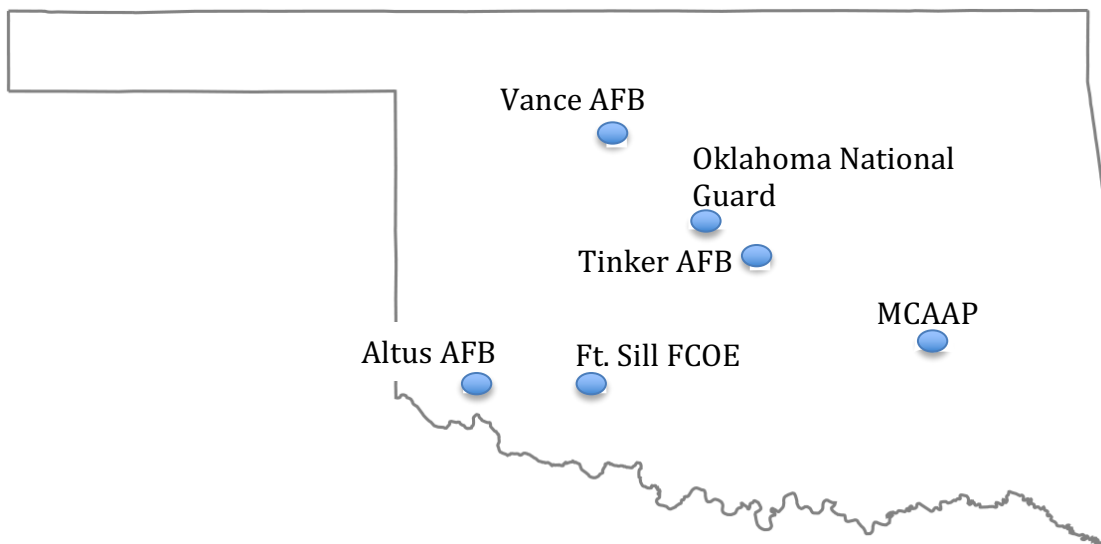 Vance AFB
Oklahoma National
Guard
Tinker AFB
MCAAP
Altus AFB
Ft. Sill FCOE